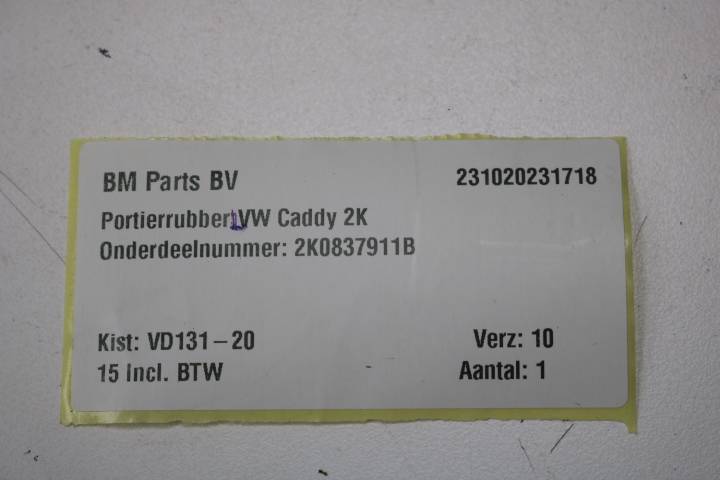 BM Parts BV 231020231718
Portierrubber L VW Caddy 2K
Onderdeelnummer: 2K0837911B
Kist: VD131-20 Verz: 10
15 Incl. BTW Aantal: 1